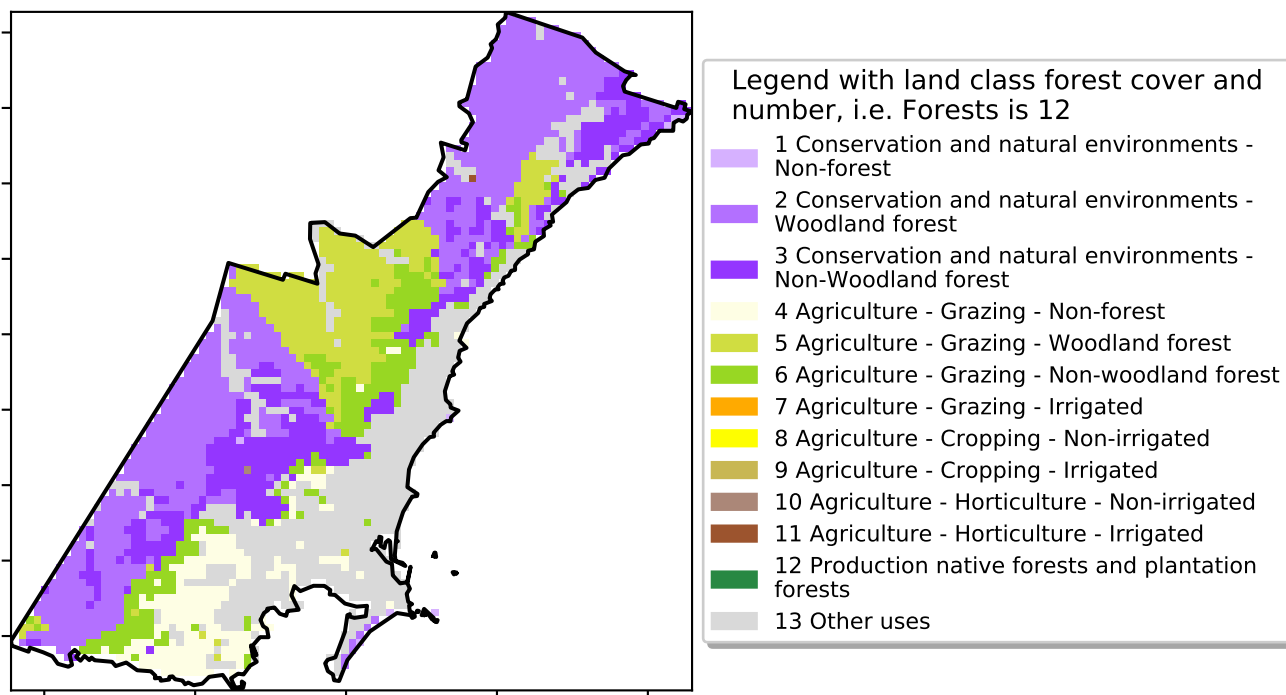 Legend with land class forest cover and
number, i.e. Forests is 12
1 Conservation and natural environments -
Non-forest
2 Conservation and natural environments -
Woodland forest
3 Conservation and natural environments -
Non-Woodland forest
4 Agriculture - Grazing - Non-forest
5 Agriculture - Grazing - Woodland forest
6 Agriculture - Grazing - Non-woodland forest
7 Agriculture - Grazing - Irrigated
8 Agriculture - Cropping - Non-irrigated
9 Agriculture - Cropping - Irrigated
10 Agriculture - Horticulture - Non-irrigated
11 Agriculture - Horticulture - Irrigated
12 Production native forests and plantation
forests
13 Other uses